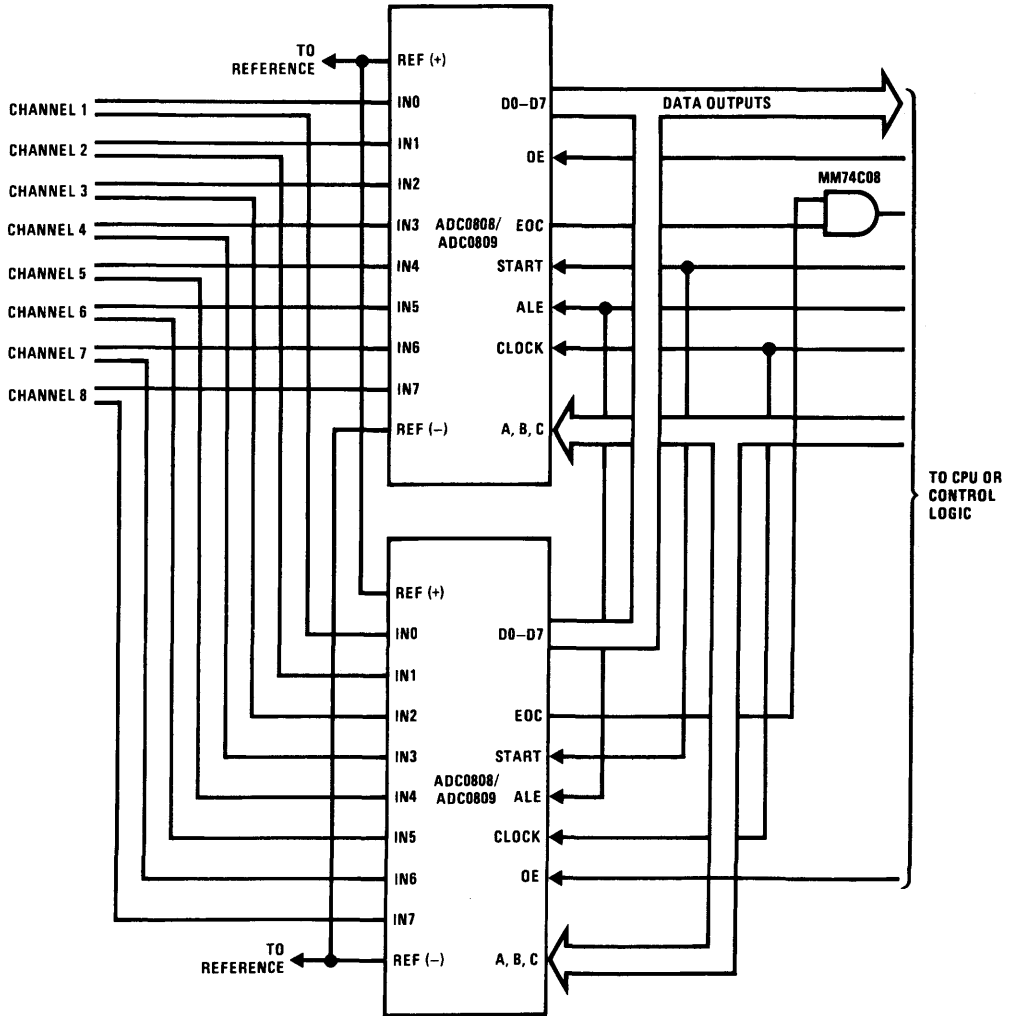 TO
REFERENCE
REF (+)
CHANNEL 1
IN0
D0–D7
DATA OUTPUTS
CHANNEL 2
IN1
OE
MM74C08
CHANNEL 3
IN2
CHANNEL 4
IN3
ADC0808/
ADC0809
EOC
CHANNEL 5
IN4
START
CHANNEL 6
IN5
ALE
CHANNEL 7
IN6
CLOCK
CHANNEL 8
IN7
REF (–)
A, B, C
TO CPU OR
CONTROL
LOGIC
REF (+)
IN0
D0–D7
IN1
IN2
EOC
IN3
START
ADC0808/
ADC0809
IN4
ALE
IN5
CLOCK
IN6
OE
IN7
TO
REFERENCE
REF (–)
A, B, C